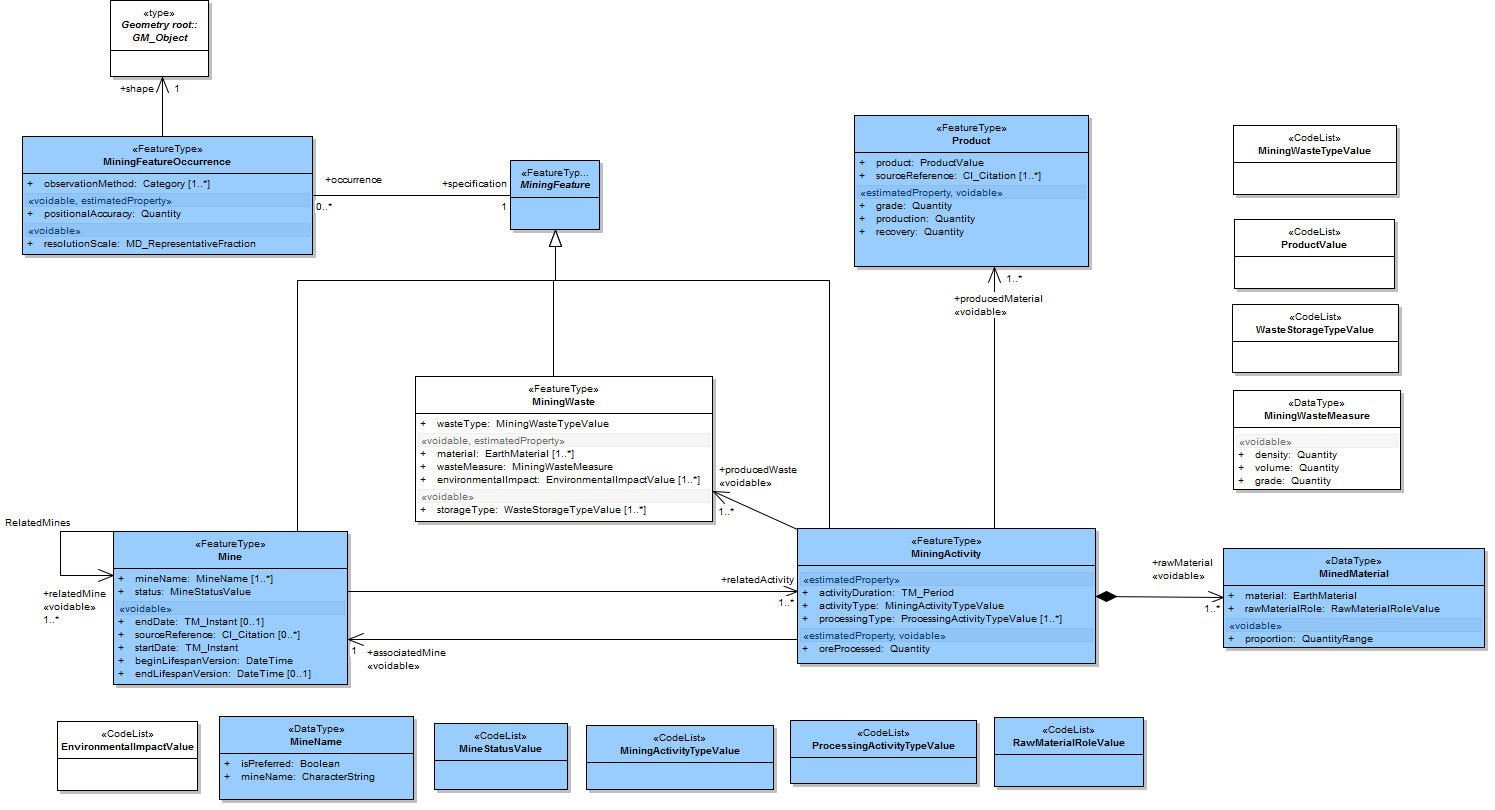 «type»
Geometry root::
GM_Object
+shape
1
«FeatureType»
MiningFeatureOccurrence
+ observationMethod: Category [1..*]
«voidable, estimatedProperty»
+ positionalAccuracy: Quantity
«voidable»
+ resolutionScale: MD_RepresentativeFraction
+occurrence
0..*
+specification
1
«FeatureTyp...
MiningFeature
«FeatureType»
Product
+ product: ProductValue
+ sourceReference: CI_Citation [1..*]
«estimatedProperty, voidable»
+ grade: Quantity
+ production: Quantity
+ recovery: Quantity
1..*
+producedMaterial
«voidable»
«CodeList»
MiningWasteTypeValue
«CodeList»
ProductValue
«CodeList»
WasteStorageTypeValue
«DataType»
MiningWasteMeasure
«voidable»
+ density: Quantity
+ volume: Quantity
+ grade: Quantity
«FeatureType»
MiningWaste
+ wasteType: MiningWasteTypeValue
«voidable, estimatedProperty»
+ material: EarthMaterial [1..*]
+ wasteMeasure: MiningWasteMeasure
+ environmentalImpact: EnvironmentalImpactValue [1..*]
«voidable»
+ storageType: WasteStorageTypeValue [1..*]
+producedWaste
«voidable»
1..*
RelatedMines
+relatedMine
«voidable»
1..*
«FeatureType»
Mine
+ mineName: MineName [1..*]
+ status: MineStatusValue
«voidable»
+ endDate: TM_Instant [0..1]
+ sourceReference: CI_Citation [0..*]
+ startDate: TM_Instant
+ beginLifespanVersion: DateTime
+ endLifespanVersion: DateTime [0..1]
+relatedActivity
1..*
1
+associatedMine
«voidable»
«FeatureType»
MiningActivity
«estimatedProperty»
+ activityDuration: TM_Period
+ activityType: MiningActivityTypeValue
+ processingType: ProcessingActivityTypeValue [1..*]
«estimatedProperty, voidable»
+ oreProcessed: Quantity
+rawMaterial
«voidable»
1..*
«DataType»
MinedMaterial
+ material: EarthMaterial
+ rawMaterialRole: RawMaterialRoleValue
«voidable»
+ proportion: QuantityRange
«CodeList»
EnvironmentalImpactValue
«DataType»
MineName
+ isPreferred: Boolean
+ mineName: CharacterString
«CodeList»
MineStatusValue
«CodeList»
MiningActivityTypeValue
«CodeList»
ProcessingActivityTypeValue
«CodeList»
RawMaterialRoleValue